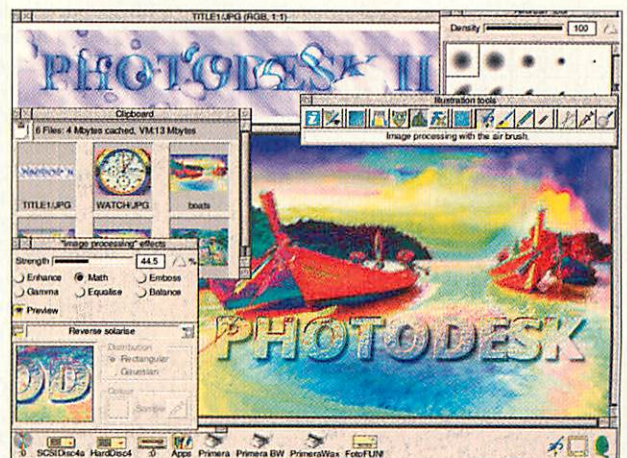 TITLE1/JPG (RGB, 1:1)
Density 100
PHOTODESK II
Clipboard
6 Files: 4 Mbytes cached, VM:13 Mbytes
TITLE1/JPG WATCH/JPG boats
Illustration tools
Image processing with the air brush.
"Image processing" effects
Strength 44.5 %
Enhance Math Emboss
Gamma Equalise Balance
Preview
Reverse solarise
Distribution
Rectangular
Gaussian
Colour
Sample
PHOTODESK
:0 SCSIDisc4a HardDisc4 :0 Apps Primera Primera BW PrimeraWax FotoFUN!